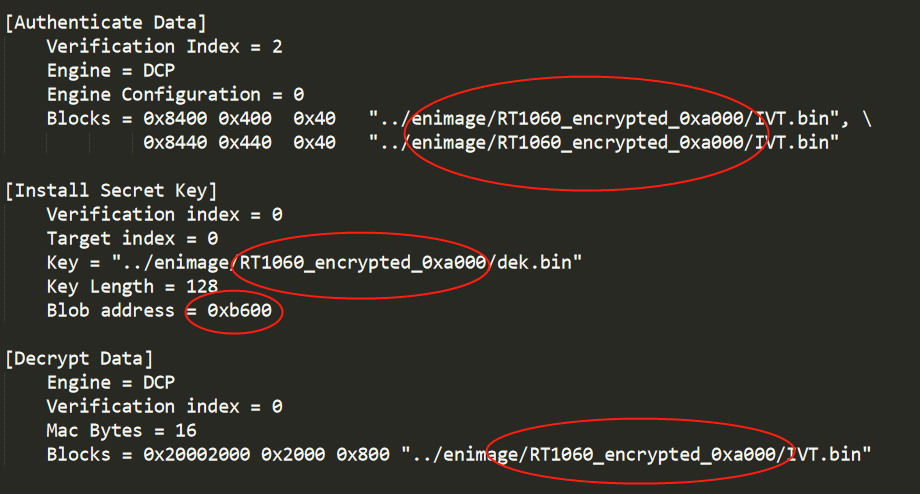 [Authenticate Data]
Verification Index = 2
Engine = DCP
Engine Configuration = 0
Blocks = 0x8400 0x400 0x40 "../enimage/RT1060_encrypted_0xa000/IVT.bin", \
0x8440 0x440 0x40 "../enimage/RT1060_encrypted_0xa000/IVT.bin"
[Install Secret Key]
Verification index = 0
Target index = 0
Key = "../enimage/RT1060_encrypted_0xa000/dek.bin"
Key Length = 128
Blob address = 0xb600
[Decrypt Data]
Engine = DCP
Verification index = 0
Mac Bytes = 16
Blocks = 0x20002000 0x2000 0x800 "../enimage/RT1060_encrypted_0xa000/IVT.bin"